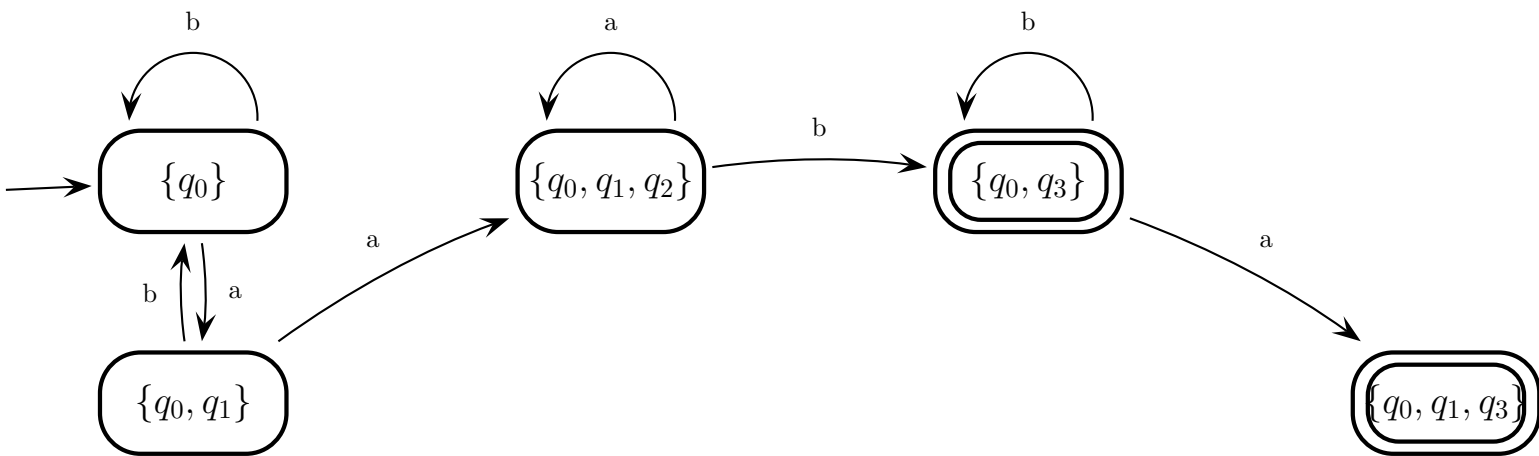 b a b
b
{q₀} {q₀, q₁, q₂} {q₀, q₃}
a a
b a
{q₀, q₁} {q₀, q₁, q₃}